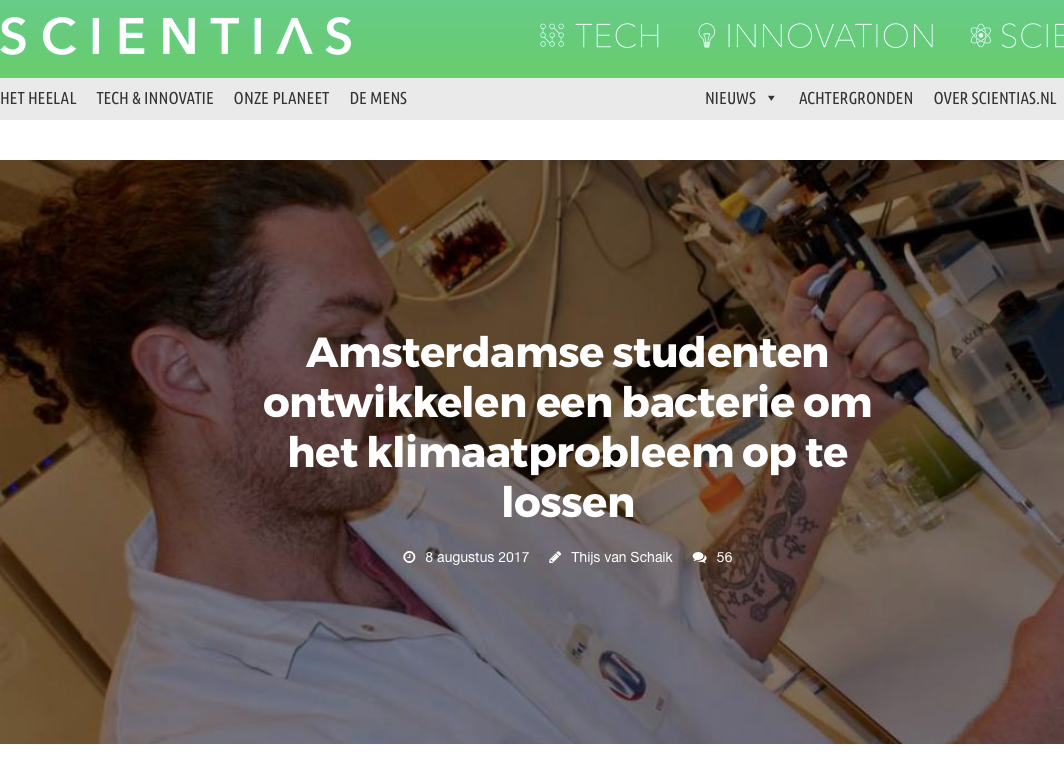 SCIENTIAS
TECH INNOVATION
HET HEELAL TECH & INNOVATIE ONZE PLANEET DE MENS NIEUWS ACHTERGRONDEN OVER SCIENTIAS.NL
Amsterdamse studenten
ontwikkelen een bacterie om
het klimaatprobleem op te
lossen
8 augustus 2017 Thijs van Schaik 56